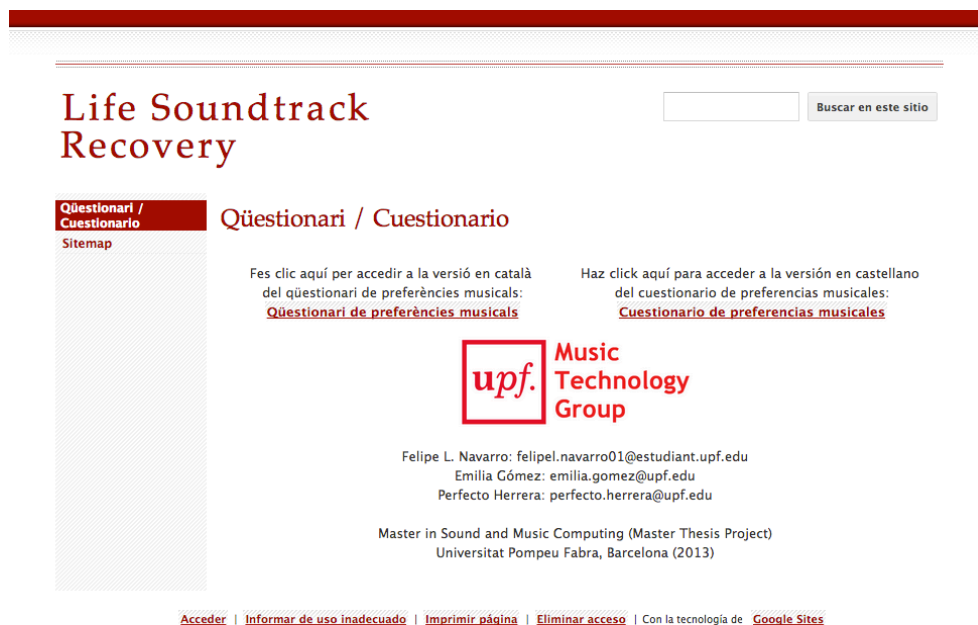 Life Soundtrack
Recovery
Buscar en este sitio
Qüestionari /
Cuestionario
Sitemap
Qüestionari / Cuestionario
Fes clic aquí per accedir a la versió en català
del qüestionari de preferències musicals:
Qüestionari de preferències musicals
Haz click aquí para acceder a la versión en castellano
del cuestionario de preferencias musicales:
Cuestionario de preferencias musicales
upf.
Music
Technology
Group
Felipe L. Navarro: felipel.navarro01@estudiant.upf.edu
Emilia Gómez: emilia.gomez@upf.edu
Perfecto Herrera: perfecto.herrera@upf.edu
Master in Sound and Music Computing (Master Thesis Project)
Universitat Pompeu Fabra, Barcelona (2013)
Acceder | Informar de uso inadecuado | Imprimir página | Eliminar acceso | Con la tecnología de Google Sites